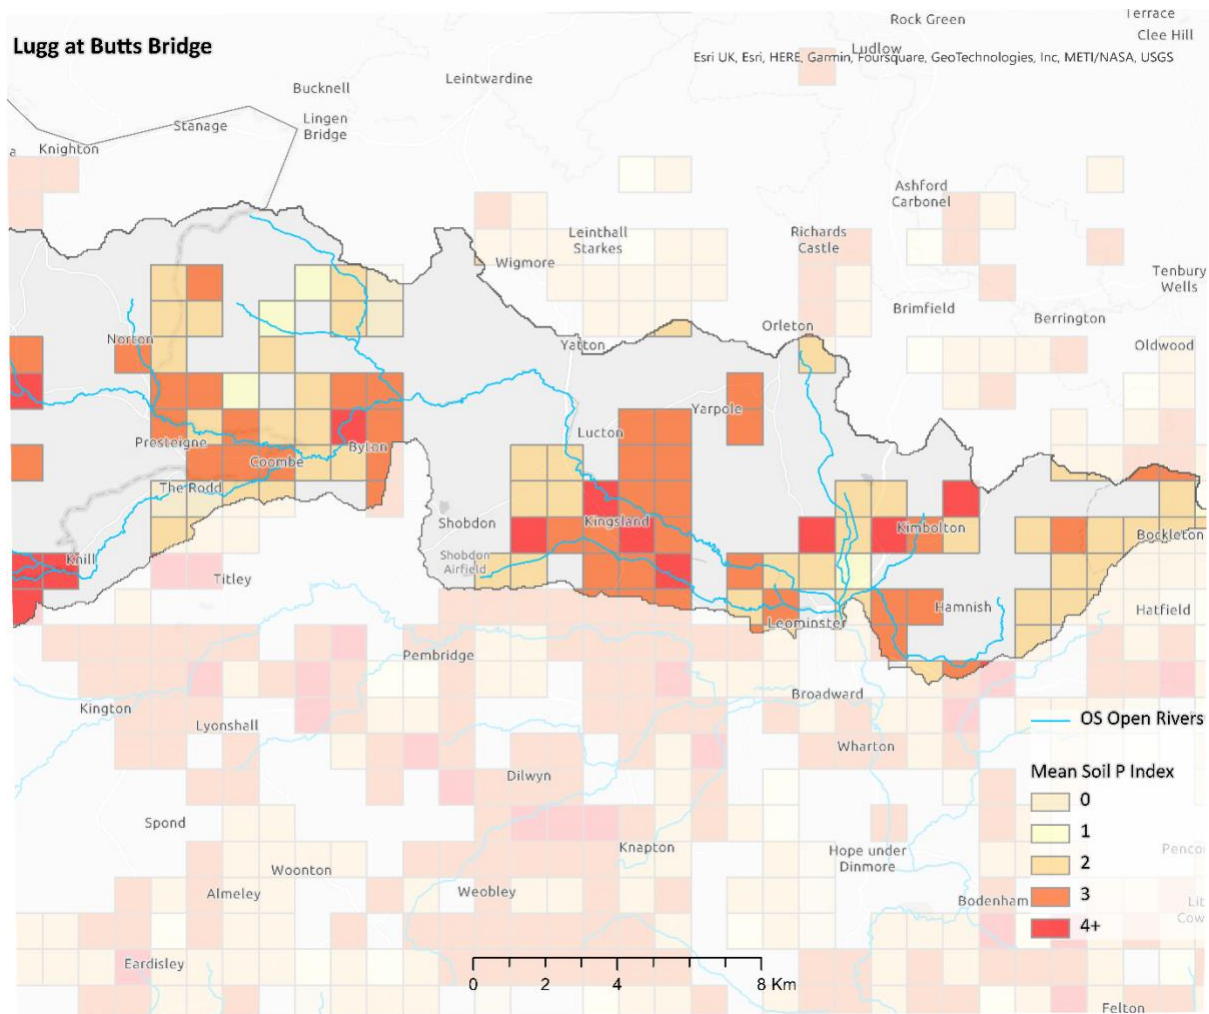 Rock Green
Terrace
Clee Hill
Lugg at Butts Bridge
Ludlow
Esri UK, Esri, HERE, Garmin, Foursquare, GeoTechnologies, Inc, METI/NASA, USGS
Leintwardine
Bucknell
Lingen
Bridge
Stanage
a
Knighton
Ashford
Carbonel
Leinthall
Starkes
Richards
Castle
Wigmore
Tenbury
Wells
Brimfield
Berrington
Orleton
Norton
Yatton
Oldwood
Yarpole
Lucton
Presteigne
Byton
Coombe
The Rodd
Shobdon
Kingsland
Kimbolton
Bockleton
Shobdon
Airfield
Knill
Titley
Hamnish
Hatfield
Leominster
Pembridge
Broadward
Kington
Lyonshall
OS Open Rivers
Wharton
Mean Soil P Index
Dilwyn
0
Spond
1
Knapton
Hope under
Dinmore
Penco
2
Woonton
Almeley
Weobley
3
Bodenham
Lit
Cow
4+
Eardisley
0 2 4 8 Km
Felton